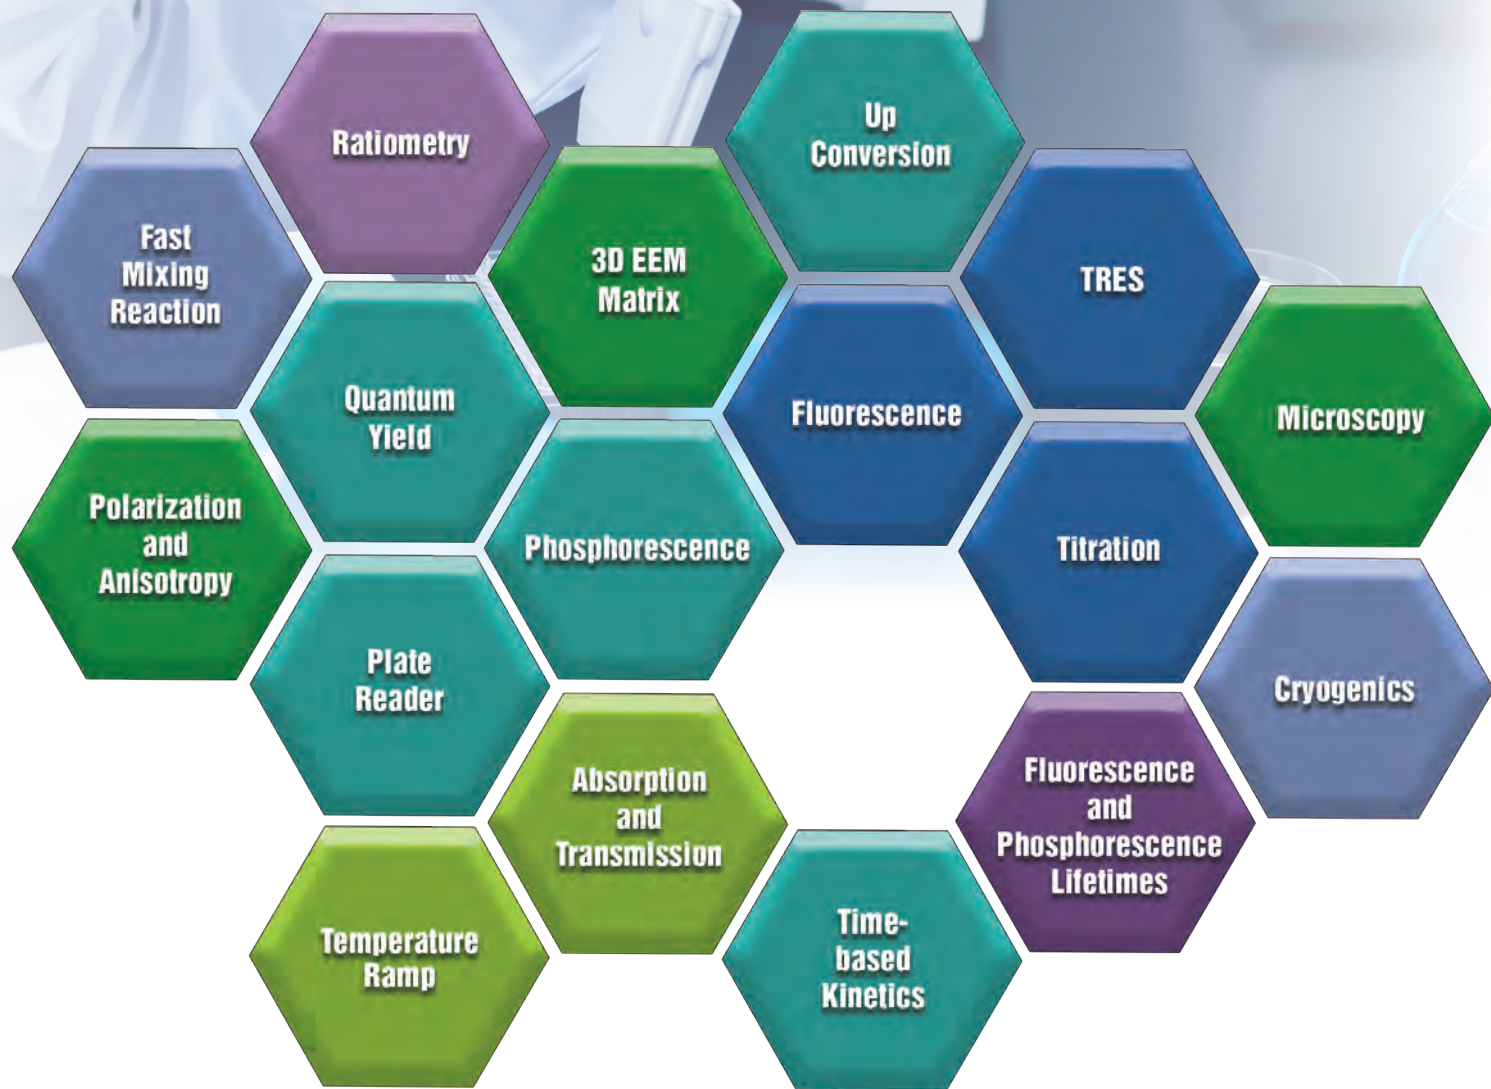 Ratiometry
Up
Conversion
Fast
Mixing
Reaction
3D EEM
Matrix
TRES
Quantum
Yield
Fluorescence
Microscopy
Polarization
and
Anisotropy
Phosphorescence
Titration
Plate
Reader
Cryogenics
Absorption
and
Transmission
Fluorescence
and
Phosphorescence
Lifetimes
Temperature
Ramp
Time-
based
Kinetics